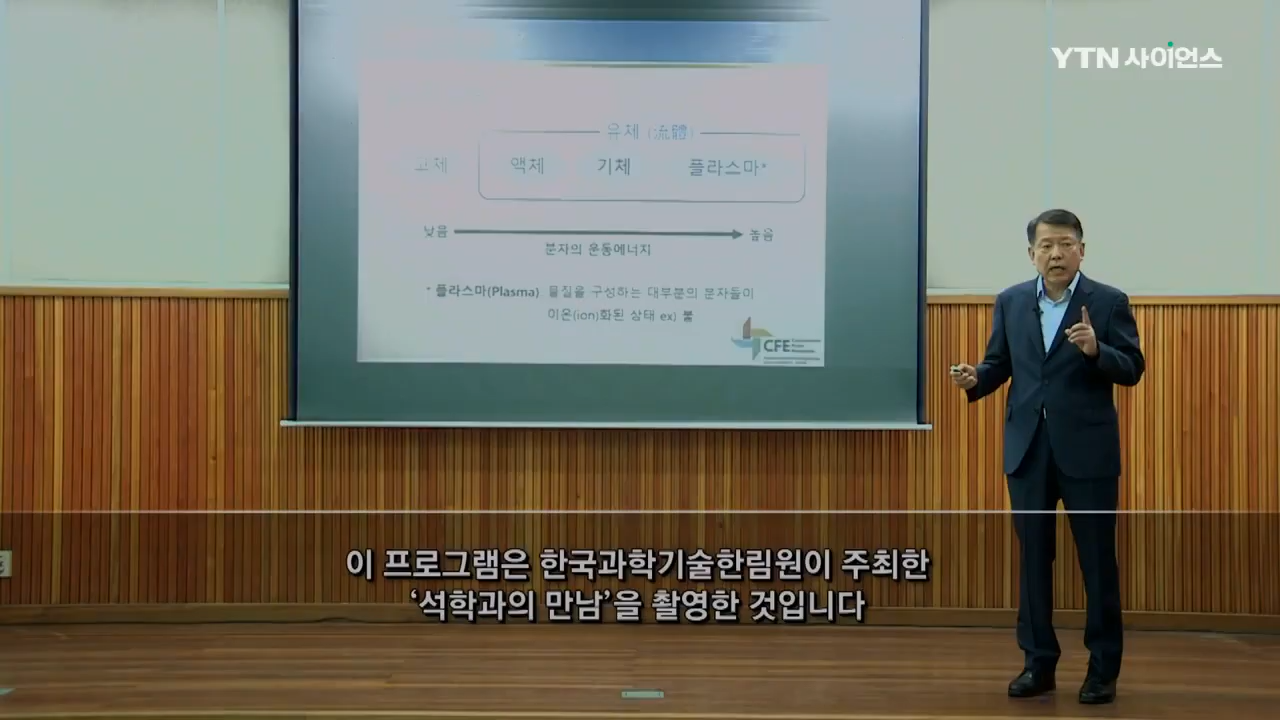 YTN 사이언스
유체 (流體)
고체 액체 기체 플라스마*
낮음 높음
분자의 운동에너지
* 플라스마(Plasma) 물질을 구성하는 대부분의 분자들이
이온(ion)화된 상태 ex) 불
CFE
이 프로그램은 한국과학기술한림원이 주최한
‘석학과의 만남’을 촬영한 것입니다